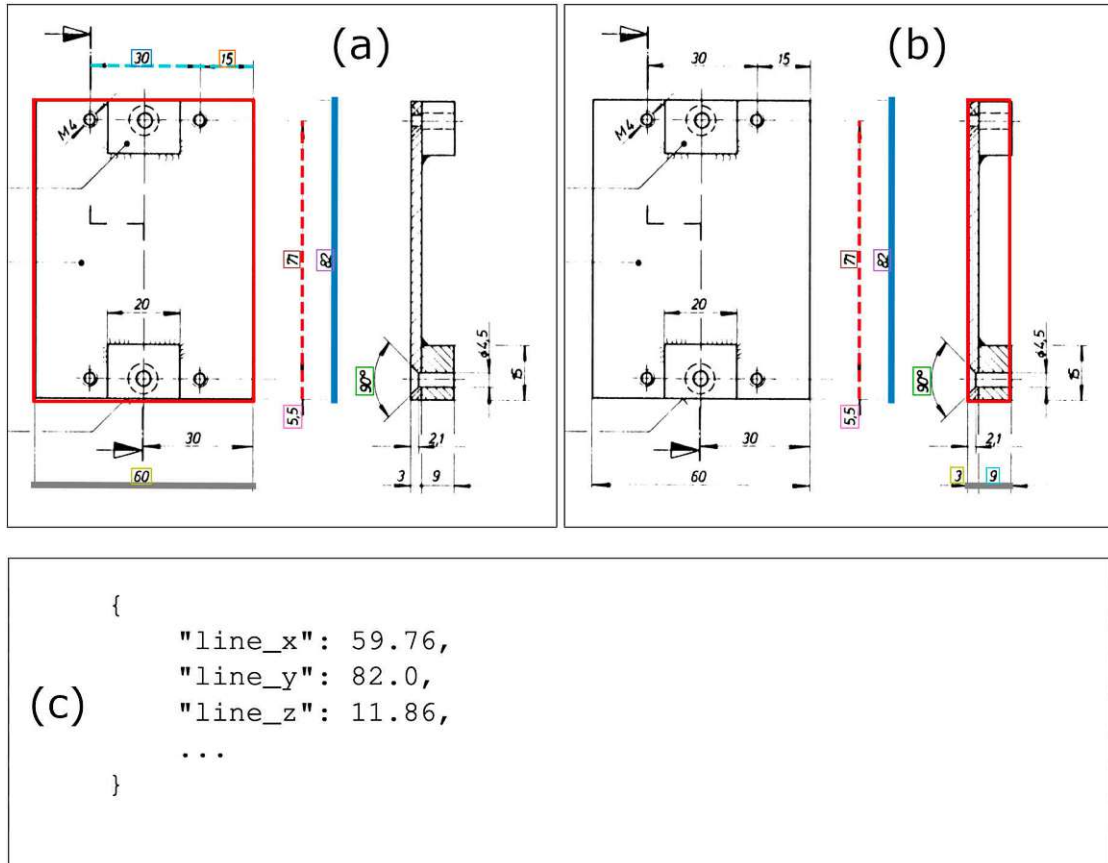 (a)
30
15
M4
71
82
20
ϕ4,5
15
90°
5,5
30
2,1
60
3
9
(b)
30
15
M4
71
82
20
ϕ4,5
15
90°
5,5
30
2,1
60
3
9
(c)
{
"line_x": 59.76,
"line_y": 82.0,
"line_z": 11.86,
...
}